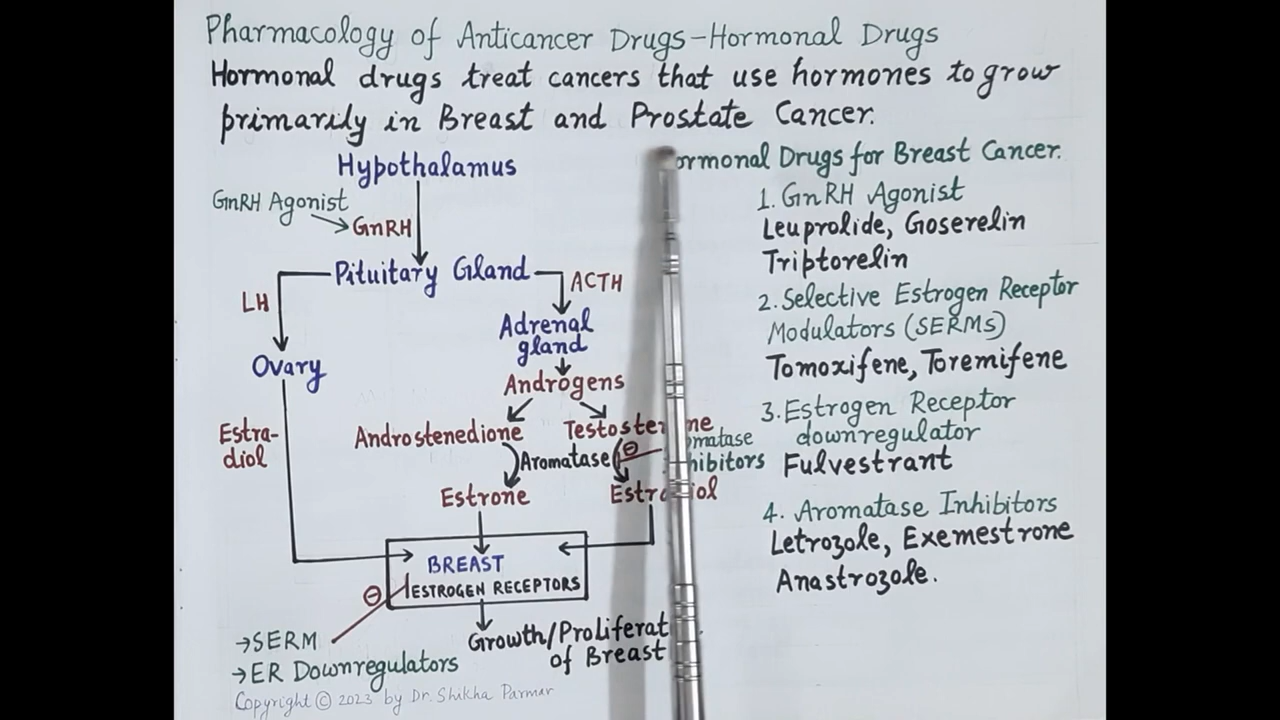 Pharmacology of Anticancer Drugs-Hormonal Drugs
Hormonal drugs treat cancers that use hormones to grow
primarily in Breast and Prostate Cancer.
Hypothalamus
GnRH Agonist
GnRH
Pituitary Gland
LH
ACTH
Ovary
Adrenal
gland
Androgens
Estra-
diol
Androstenedione
Aromatase
Estrone
BREAST
ESTROGEN RECEPTORS
→SERM
→ER Downregulators
of Breast
ormonal Drugs for Breast Cancer.
1. GnRH Agonist
Leuprolide, Goserelin
Triptorelin
2. Selective Estrogen Receptor
Modulators (SERMs)
Tomoxifene, Toremifene
3. Estrogen Receptor
downregulator
Fulvestrant
4. Aromatase Inhibitors
Letrozole, Exemestrone
Anastrozole.
Copyright © 2023 by Dr. Shikha Parmar